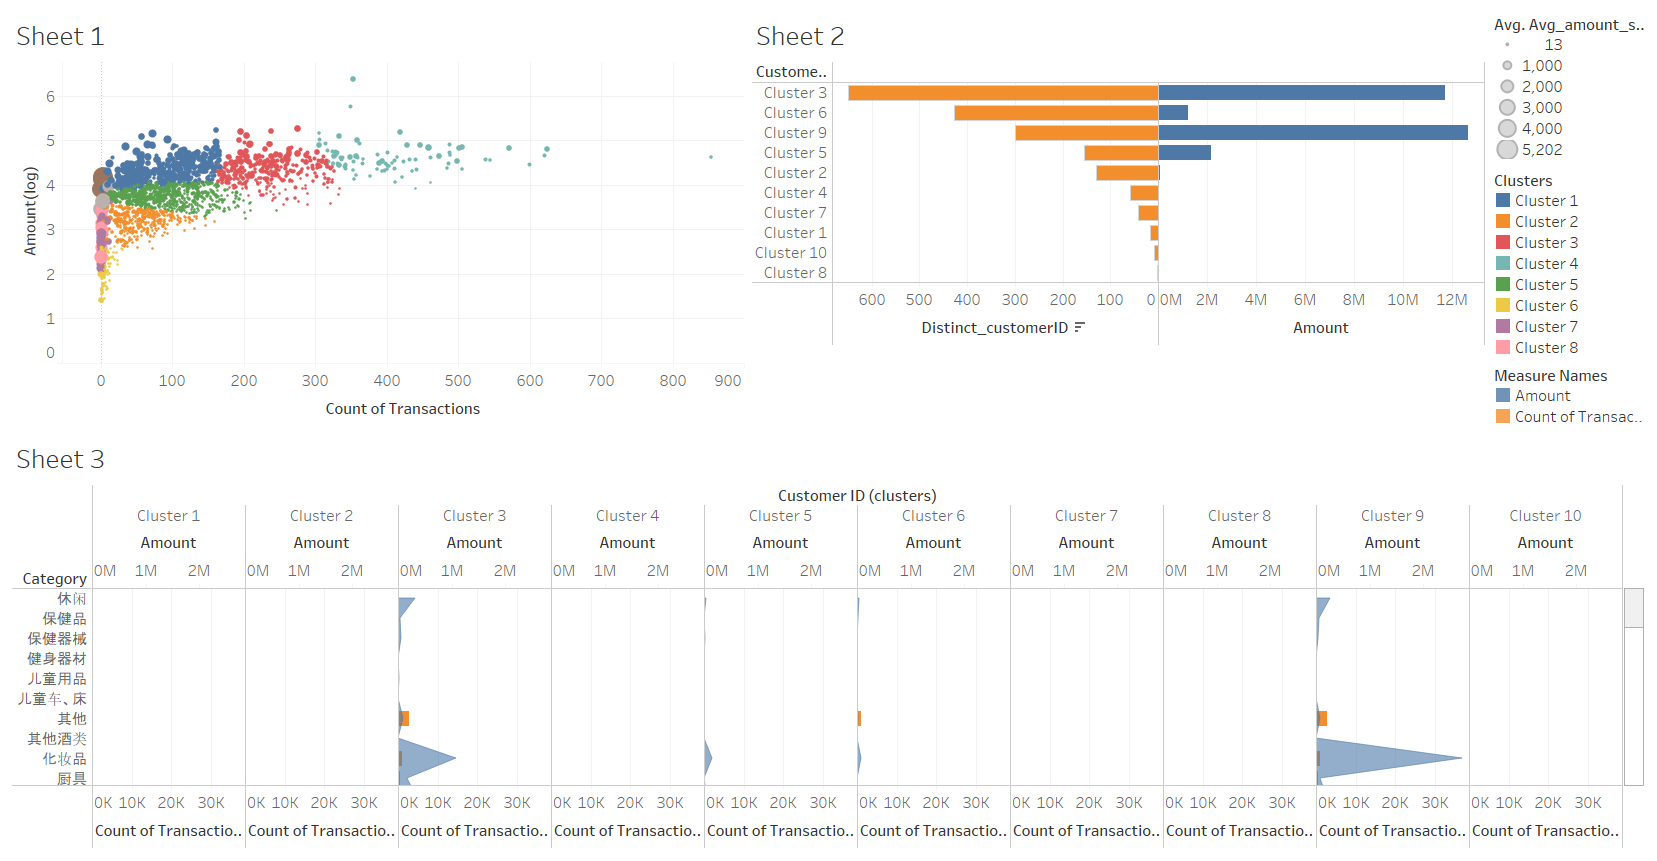 Sheet 1
Amount(log)
6
5
4
3
2
1
0
0 100 200 300 400 500 600 700 800 900
Count of Transactions
Sheet 2
Custome..
Cluster 3
Cluster 6
Cluster 9
Cluster 5
Cluster 2
Cluster 4
Cluster 7
Cluster 1
Cluster 10
Cluster 8
600 500 400 300 200 100 0 0M 2M 4M 6M 8M 10M 12M
Distinct_customerID Amount
Avg. Avg_amount_s..
13
1,000
2,000
3,000
4,000
5,202
Clusters
Cluster 1
Cluster 2
Cluster 3
Cluster 4
Cluster 5
Cluster 6
Cluster 7
Cluster 8
Measure Names
Amount
Count of Transac..
Sheet 3
Customer ID (clusters)
Cluster 1 Cluster 2 Cluster 3 Cluster 4 Cluster 5 Cluster 6 Cluster 7 Cluster 8 Cluster 9 Cluster 10
Amount Amount Amount Amount Amount Amount Amount Amount Amount Amount
Category 0M 1M 2M 0M 1M 2M 0M 1M 2M 0M 1M 2M 0M 1M 2M 0M 1M 2M 0M 1M 2M 0M 1M 2M 0M 1M 2M 0M 1M 2M
休闲
保健品
保健器械
健身器材
儿童用品
儿童车、床
其他
其他酒类
化妆品
厨具
0K 10K 20K 30K 0K 10K 20K 30K 0K 10K 20K 30K 0K 10K 20K 30K 0K 10K 20K 30K 0K 10K 20K 30K 0K 10K 20K 30K 0K 10K 20K 30K 0K 10K 20K 30K 0K 10K 20K 30K
Count of Transactio.. Count of Transactio.. Count of Transactio.. Count of Transactio.. Count of Transactio.. Count of Transactio.. Count of Transactio.. Count of Transactio.. Count of Transactio.. Count of Transactio..